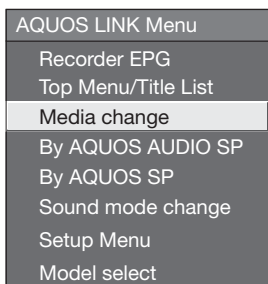 AQUOS LINK Menu
Recorder EPG
Top Menu/Title List
Media change
By AQUOS AUDIO SP
By AQUOS SP
Sound mode change
Setup Menu
Model select